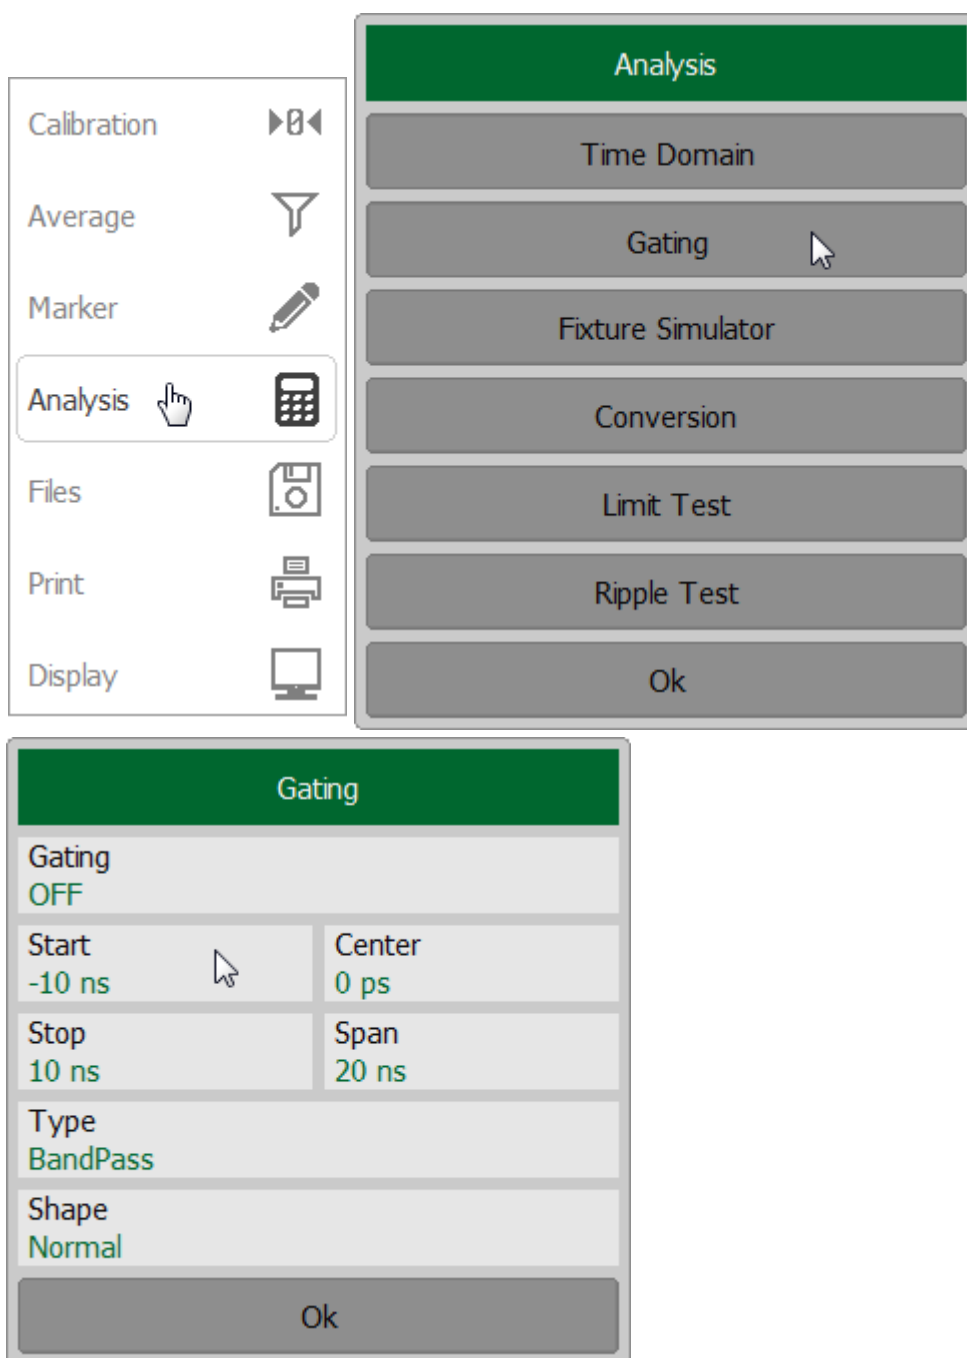 Calibration
Average
Marker
Analysis
Files
Print
Display
Analysis
Time Domain
Gating
Fixture Simulator
Conversion
Limit Test
Ripple Test
Ok
Gating
Gating
OFF
Start
-10 ns
Center
0 ps
Stop
10 ns
Span
20 ns
Type
BandPass
Shape
Normal
Ok